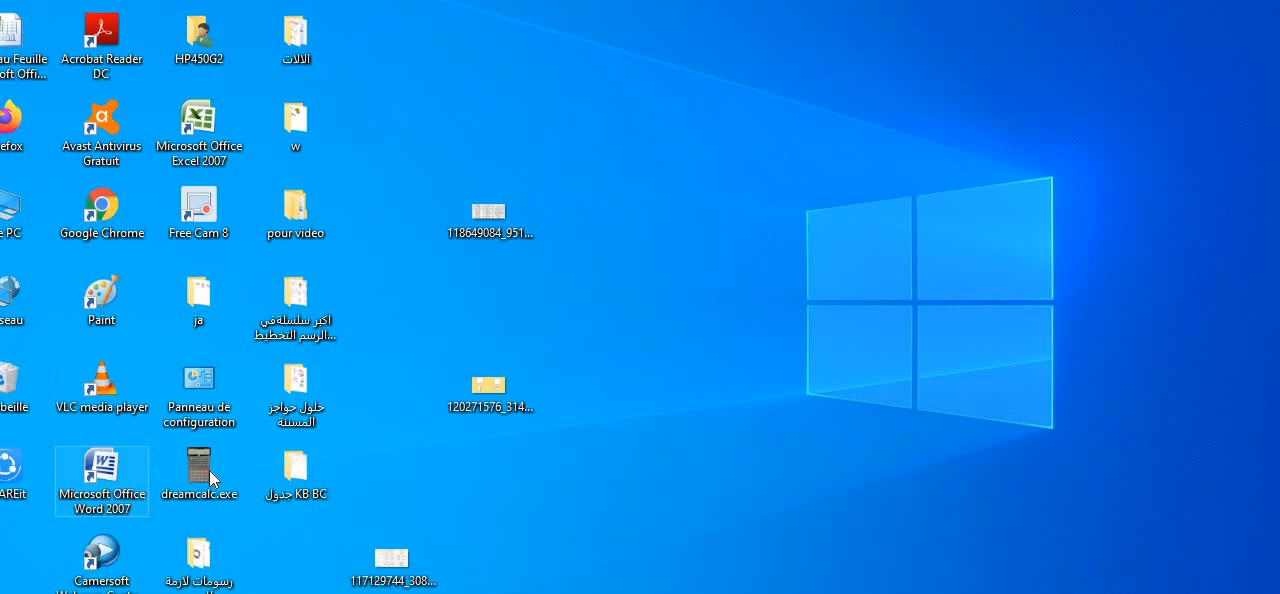 au Feuille
oft Offi...
Acrobat Reader
DC
HP450G2
الالات
efox
Avast Antivirus
Gratuit
Microsoft Office
Excel 2007
w
e PC
Google Chrome
Free Cam 8
pour video
118649084_951...
seau
Paint
ja
اكبر سلسلة في
الرسم التخطيط...
beille
VLC media player
Panneau de
configuration
حلول حواجز
المسننة
120271576_314...
AREit
Microsoft Office
Word 2007
dreamcalc.exe
جدول KB BC
Camersoft
رسومات لازمة
117129744_308...